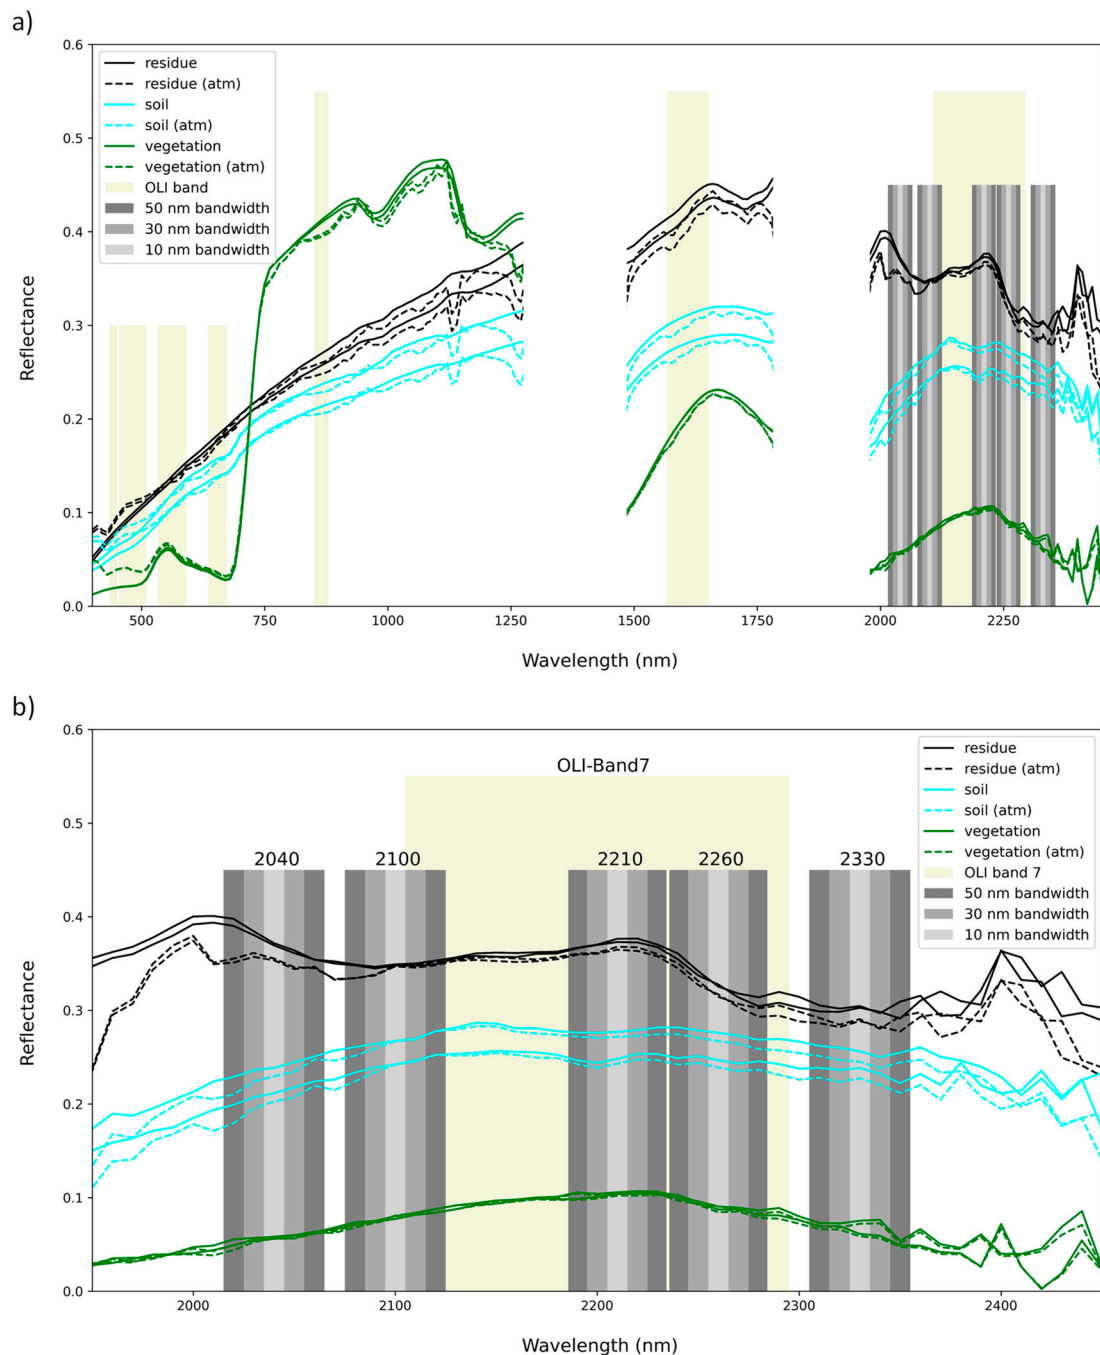 a)
0.6
0.5
0.4
0.3
0.2
0.1
0.0
Reflectance
residue
residue (atm)
soil
soil (atm)
vegetation
vegetation (atm)
OLI band
50 nm bandwidth
30 nm bandwidth
10 nm bandwidth
500 750 1000 1250 1500 1750 2000 2250
Wavelength (nm)
b)
0.6
0.5
0.4
0.3
0.2
0.1
0.0
Reflectance
OLI-Band7
2040 2100 2210 2260 2330
residue
residue (atm)
soil
soil (atm)
vegetation
vegetation (atm)
OLI band 7
50 nm bandwidth
30 nm bandwidth
10 nm bandwidth
2000 2100 2200 2300 2400
Wavelength (nm)